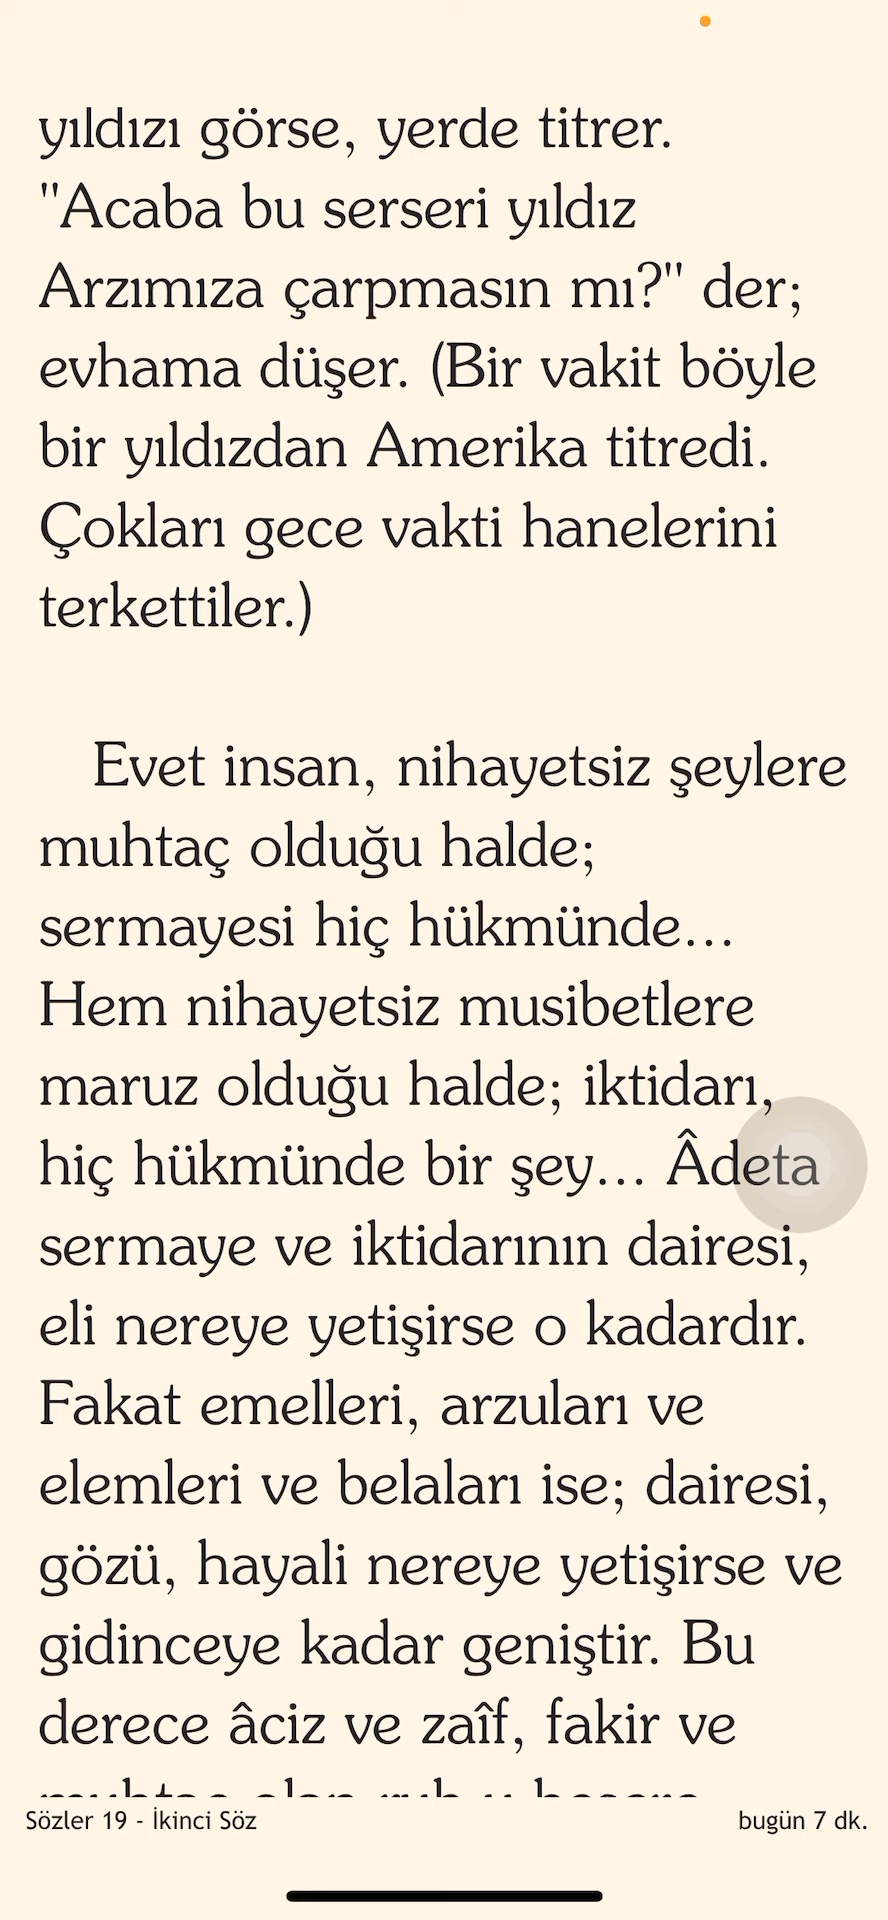 yıldızı görse, yerde titrer.
"Acaba bu serseri yıldız
Arzımıza çarpmasın mı?" der;
evhama düşer. (Bir vakit böyle
bir yıldızdan Amerika titredi.
Çokları gece vakti hanelerini
terkettiler.)
Evet insan, nihayetsiz şeylere
muhtaç olduğu halde;
sermayesi hiç hükmünde...
Hem nihayetsiz musibetlere
maruz olduğu halde; iktidarı,
hiç hükmünde bir şey... Âdeta
sermaye ve iktidarının dairesi,
eli nereye yetişirse o kadardır.
Fakat emelleri, arzuları ve
elemleri ve belaları ise; dairesi,
gözü, hayali nereye yetişirse ve
gidinceye kadar geniştir. Bu
derece âciz ve zaîf, fakir ve
Sözler 19 - İkinci Söz
bugün 7 dk.